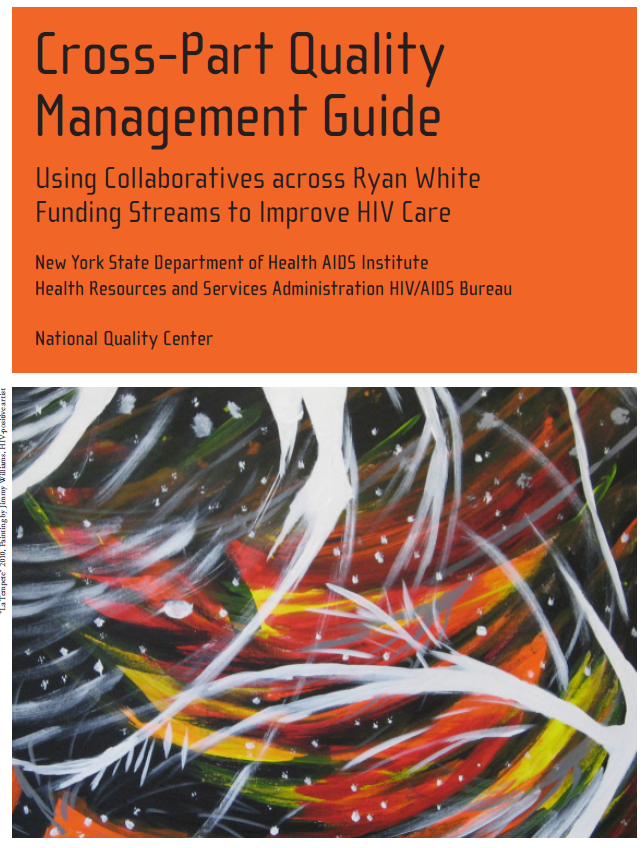 Cross-Part Quality
Management Guide
Using Collaboratives across Ryan White
Funding Streams to Improve HIV Care
New York State Department of Health AIDS Institute
Health Resources and Services Administration HIV/AIDS Bureau
National Quality Center
"La Tempete" 2010, Painting by Jimmy Williams, HIV-positive artist